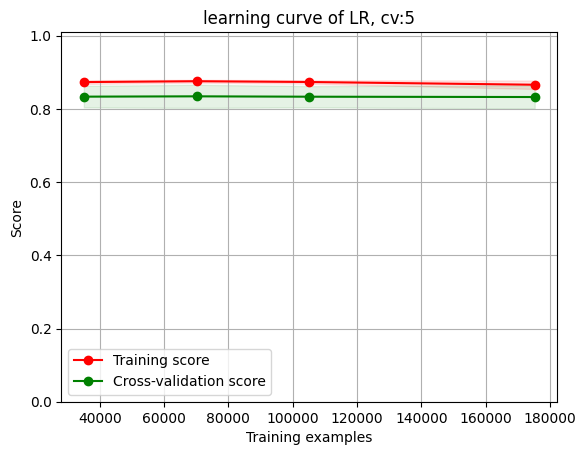 learning curve of LR, cv:5
1.0
0.8
0.6
0.4
0.2
0.0
Score
Training score
Cross-validation score
40000 60000 80000 100000 120000 140000 160000 180000
Training examples